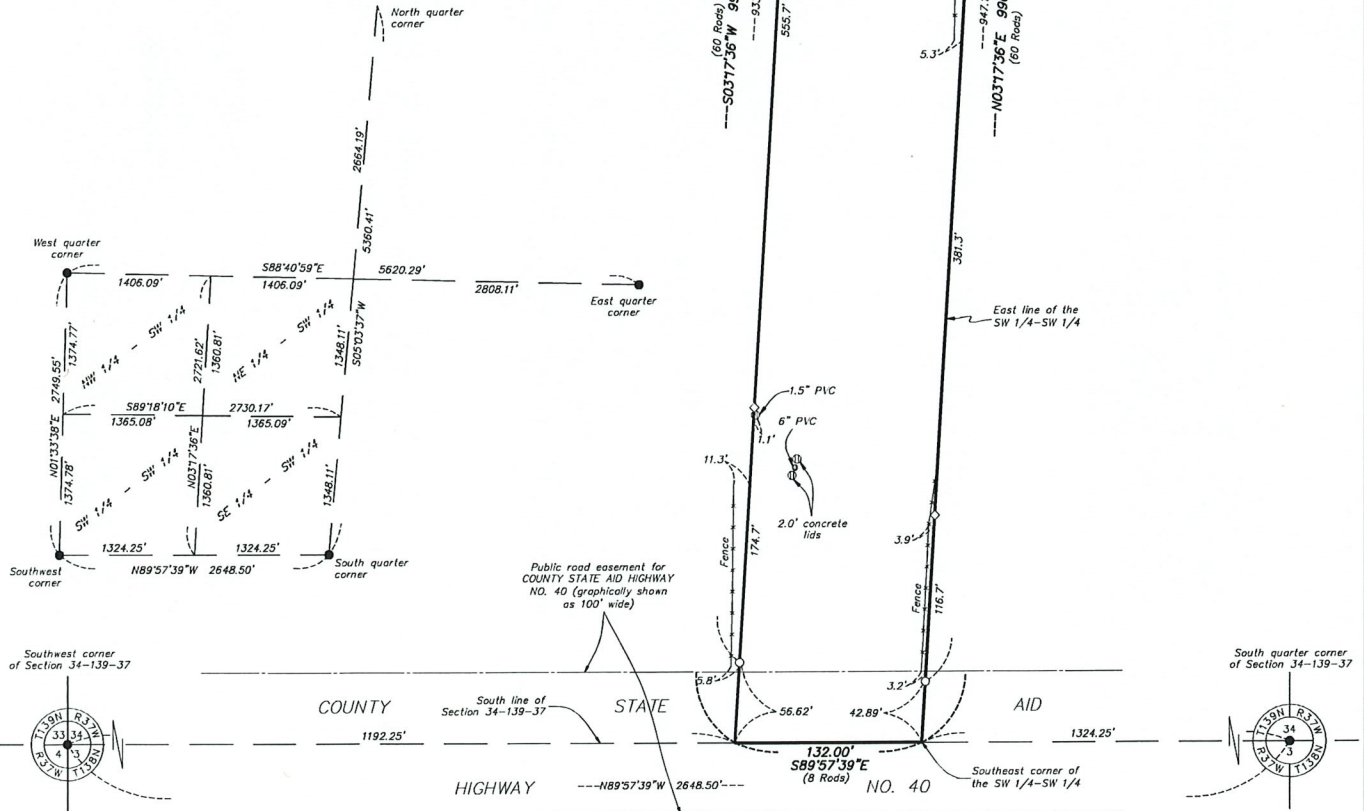 North quarter
corner
2664.19'
5360.41'
West quarter
corner
S88°40'59"E
5620.29'
1406.09'
1406.09'
2808.11'
East quarter
corner
NW 1/4 - SW 1/4
NE 1/4 - SW 1/4
1374.77'
2749.55'
N01°33'38"E
1374.78'
2721.62'
1360.81'
N03°17'36"E
1360.81'
1348.11'
S05°03'37"W
1348.11'
S89°18'10"E
2730.17'
1365.08'
1365.09'
SW 1/4 - SW 1/4
SE 1/4 - SW 1/4
1324.25'
1324.25'
N89°57'39"W 2648.50'
Southwest
corner
South quarter
corner
----S03°17'36"W
(60 Rods)
555.7'
5.3'
----N03°17'36"E
(60 Rods)
381.3'
East line of the
SW 1/4-SW 1/4
1.5" PVC
1.1'
6" PVC
2.0' concrete
lids
11.3'
Fence
174.7'
3.9'
Fence
116.7'
Public road easement for
COUNTY STATE AID HIGHWAY
NO. 40 (graphically shown
as 100' wide)
5.8'
3.2'
56.62'
42.89'
Southwest corner
of Section 34-139-37
South quarter corner
of Section 34-139-37
COUNTY STATE AID
South line of
Section 34-139-37
1192.25'
1324.25'
132.00'
S89°57'39"E
(8 Rods)
HIGHWAY ----N89°57'39"W 2648.50'---- NO. 40
Southeast corner of
the SW 1/4-SW 1/4
T139N R37W
33 34
4 3
R37W T138N
T139N R37W
34
3
R37W T138N